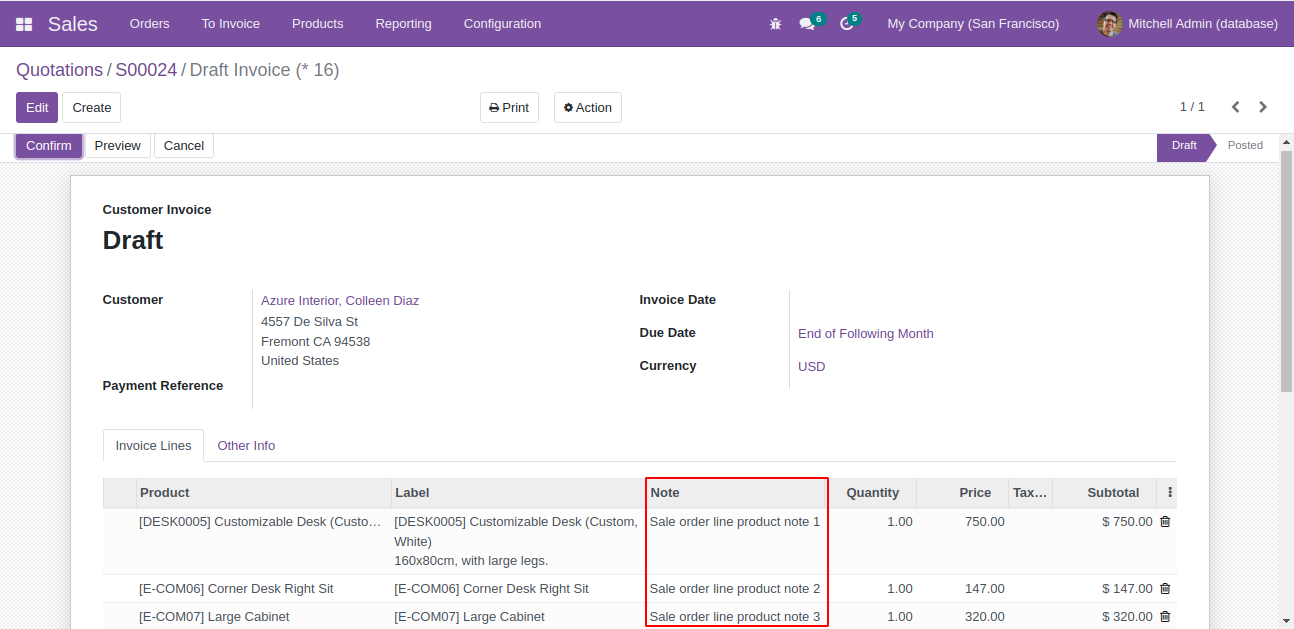 Sales Orders To Invoice Products Reporting Configuration 6 5 My Company (San Francisco) Mitchell Admin (database)
Quotations / S00024 / Draft Invoice (* 16)
Edit Create Print Action 1 / 1
Confirm Preview Cancel Draft Posted
Customer Invoice
Draft
Customer Azure Interior, Colleen Diaz
4557 De Silva St
Fremont CA 94538
United States
Payment Reference
Invoice Date
Due Date End of Following Month
Currency USD
Invoice Lines Other Info
Product Label Note Quantity Price Tax… Subtotal
[DESK0005] Customizable Desk (Custo… [DESK0005] Customizable Desk (Custom, Sale order line product note 1 1.00 750.00 $ 750.00
White)
160x80cm, with large legs.
[E-COM06] Corner Desk Right Sit [E-COM06] Corner Desk Right Sit Sale order line product note 2 1.00 147.00 $ 147.00
[E-COM07] Large Cabinet [E-COM07] Large Cabinet Sale order line product note 3 1.00 320.00 $ 320.00